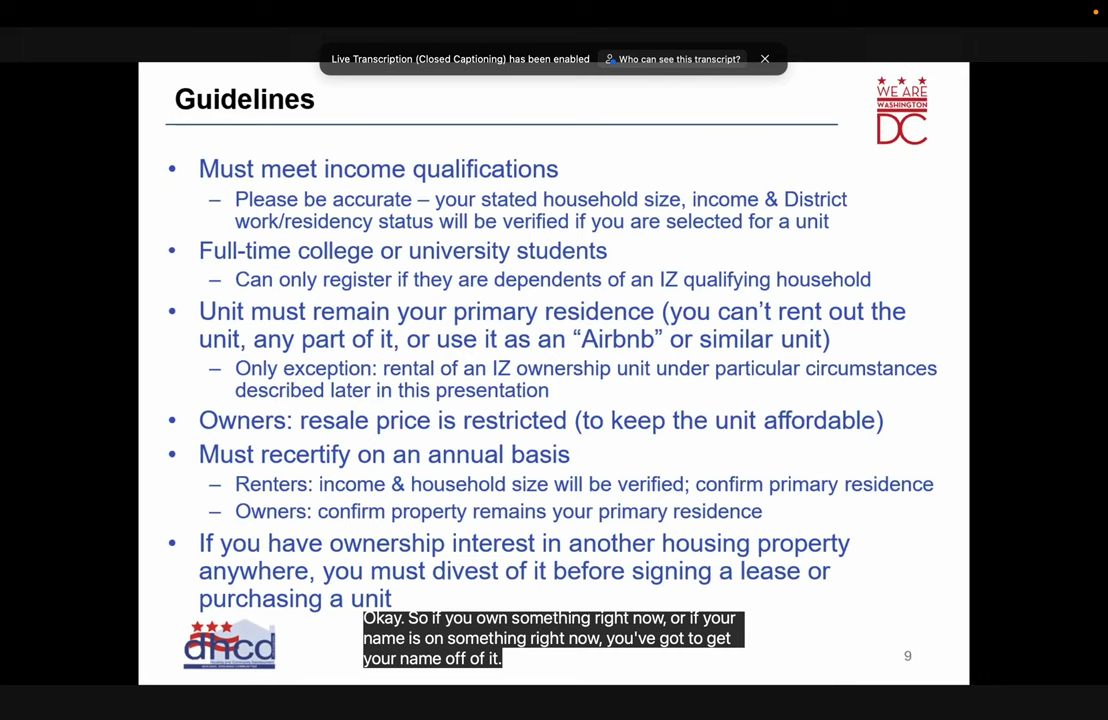 Live Transcription (Closed Captioning) has been enabled
Who can see this transcript?
Guidelines
WE ARE
WASHINGTON
DC
• Must meet income qualifications
– Please be accurate – your stated household size, income & District
work/residency status will be verified if you are selected for a unit
• Full-time college or university students
– Can only register if they are dependents of an IZ qualifying household
• Unit must remain your primary residence (you can’t rent out the
unit, any part of it, or use it as an “Airbnb” or similar unit)
– Only exception: rental of an IZ ownership unit under particular circumstances
described later in this presentation
• Owners: resale price is restricted (to keep the unit affordable)
• Must recertify on an annual basis
– Renters: income & household size will be verified; confirm primary residence
– Owners: confirm property remains your primary residence
• If you have ownership interest in another housing property
anywhere, you must divest of it before signing a lease or
purchasing a unit
Okay. So if you own something right now, or if your
name is on something right now, you've got to get
your name off of it.
dhcd
9